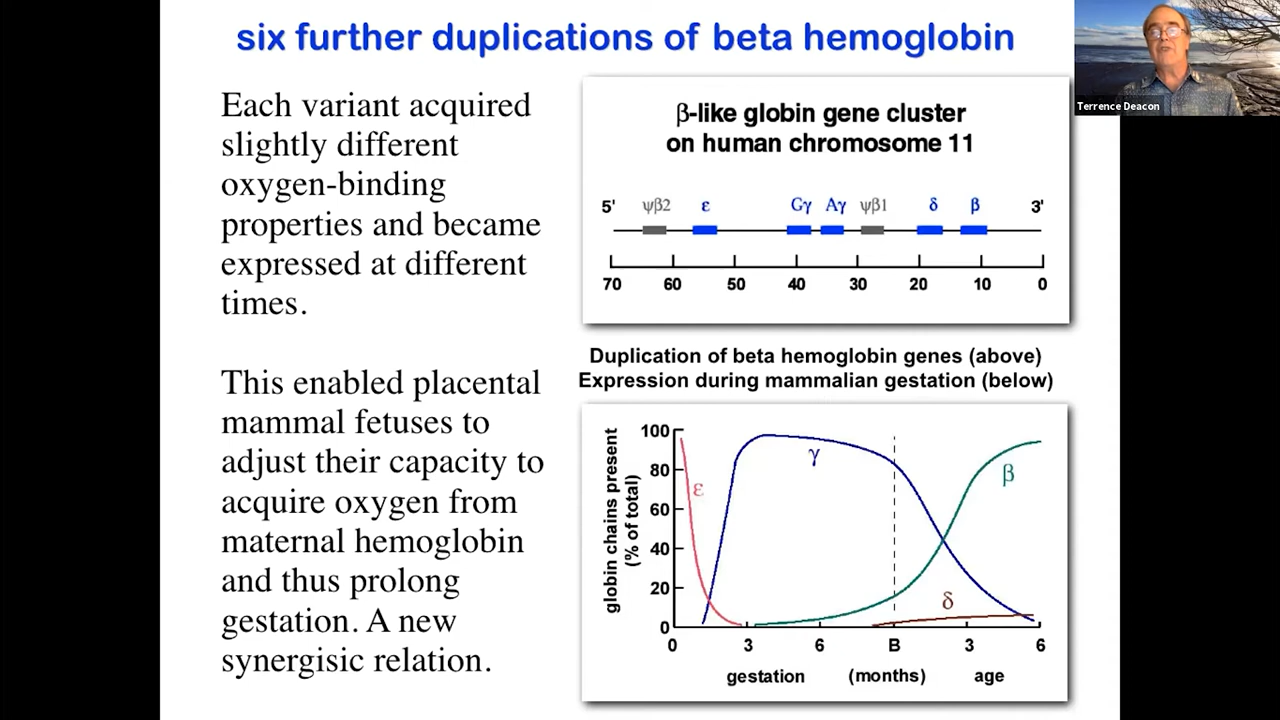 six further duplications of beta hemoglobin
Each variant acquired
slightly different
oxygen-binding
properties and became
expressed at different
times.
This enabled placental
mammal fetuses to
adjust their capacity to
acquire oxygen from
maternal hemoglobin
and thus prolong
gestation. A new
synergisic relation.
β-like globin gene cluster
on human chromosome 11
5' ψβ2 ε Gγ Aγ ψβ1 δ β 3'
70 60 50 40 30 20 10 0
Duplication of beta hemoglobin genes (above)
Expression during mammalian gestation (below)
globin chains present
(% of total)
100
80
60
40
20
0
ε
γ
β
δ
0 3 6 B 3 6
gestation (months) age
Terrence Deacon